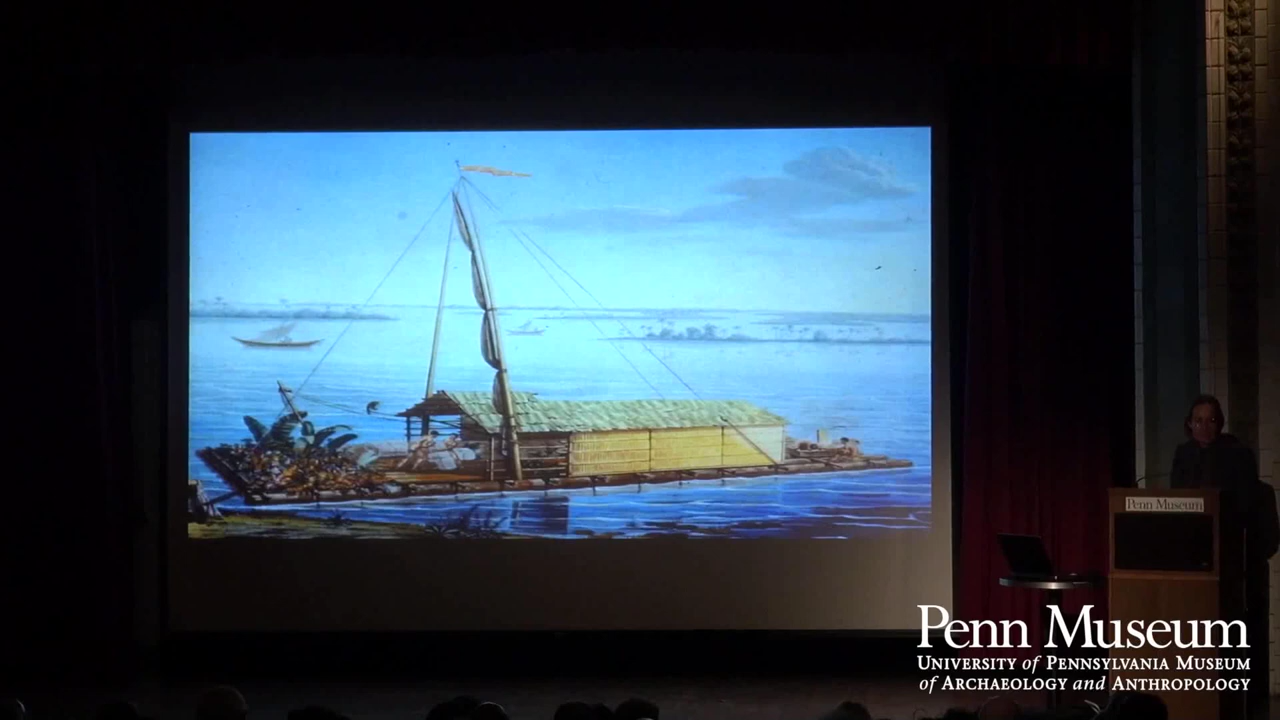 Penn Museum
Penn Museum
University of Pennsylvania Museum
of Archaeology and Anthropology